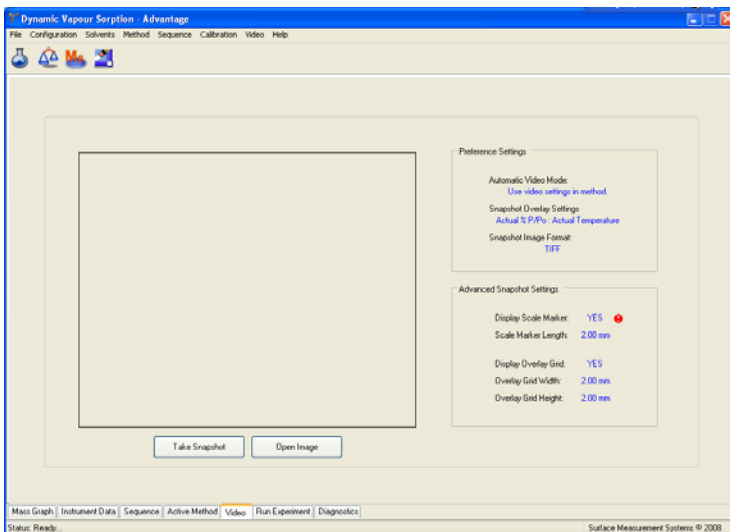 Dynamic Vapour Sorption - Advantage
File Configuration Solvents Method Sequence Calibration Video Help
Preference Settings
Automatic Video Mode:
Use video settings in method.
Snapshot Overlay Settings
Actual % P/Po : Actual Temperature
Snapshot Image Format:
TIFF
Advanced Snapshot Settings
Display Scale Marker: YES
Scale Marker Length: 2.00 mm
Display Overlay Grid: YES
Overlay Grid Width: 2.00 mm
Overlay Grid Height: 2.00 mm
Take Snapshot Open Image
Mass Graph Instrument Data Sequence Active Method Video Run Experiment Diagnostics
Status: Ready... Surface Measurement Systems © 2008